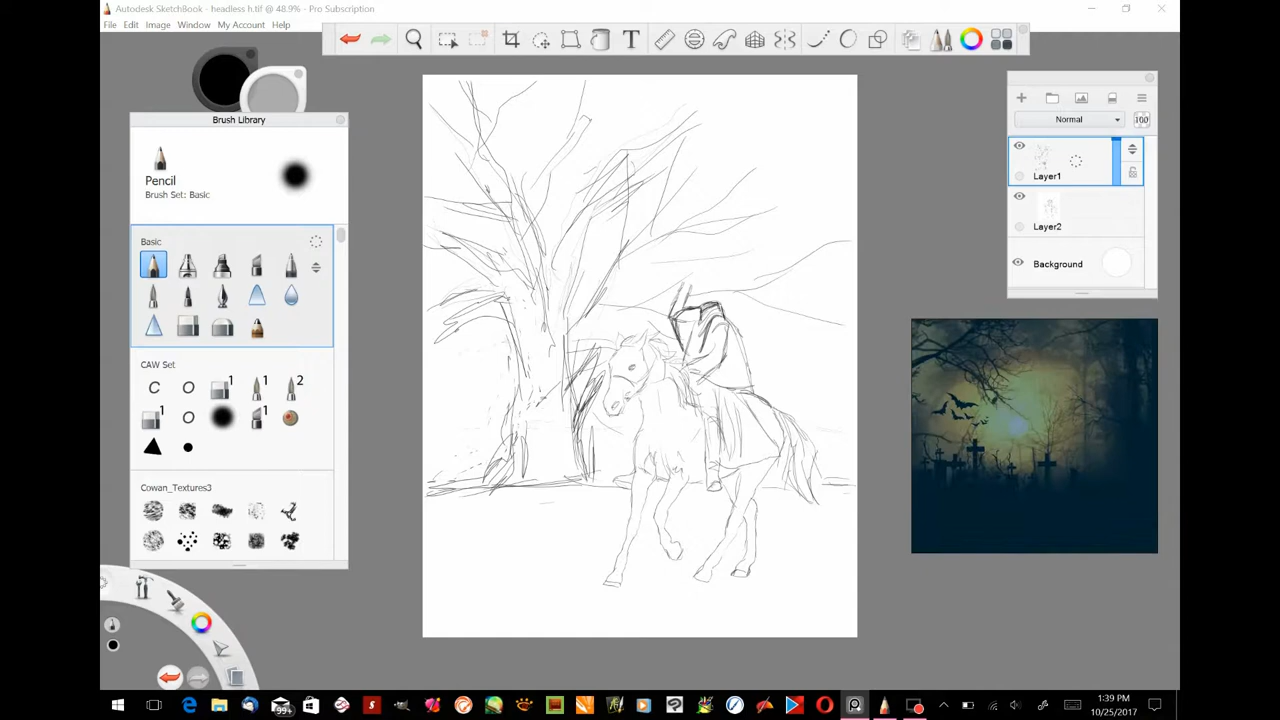 Autodesk SketchBook - headless h.tif @ 48.9% - Pro Subscription
File Edit Image Window My Account Help
T
Brush Library
Pencil
Brush Set: Basic
Basic
CAW Set
1 1 2
1 1
Cowan_Textures3
Normal 100
Layer1
Layer2
Background
99+
1:39 PM
10/25/2017